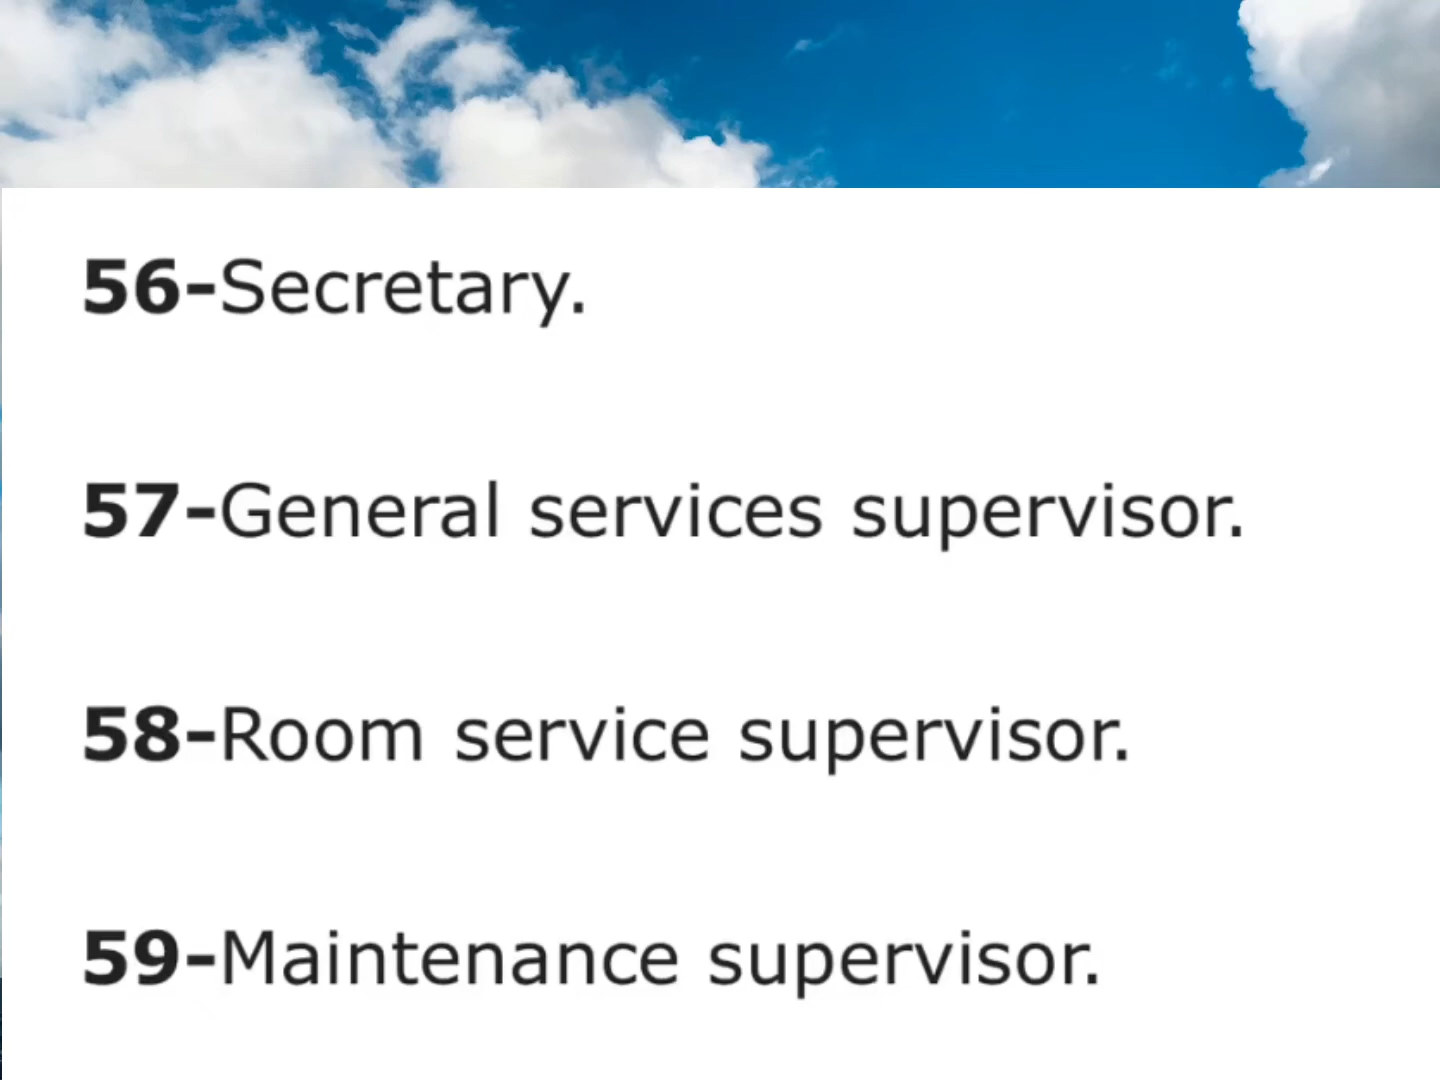 56-Secretary.
57-General services supervisor.
58-Room service supervisor.
59-Maintenance supervisor.